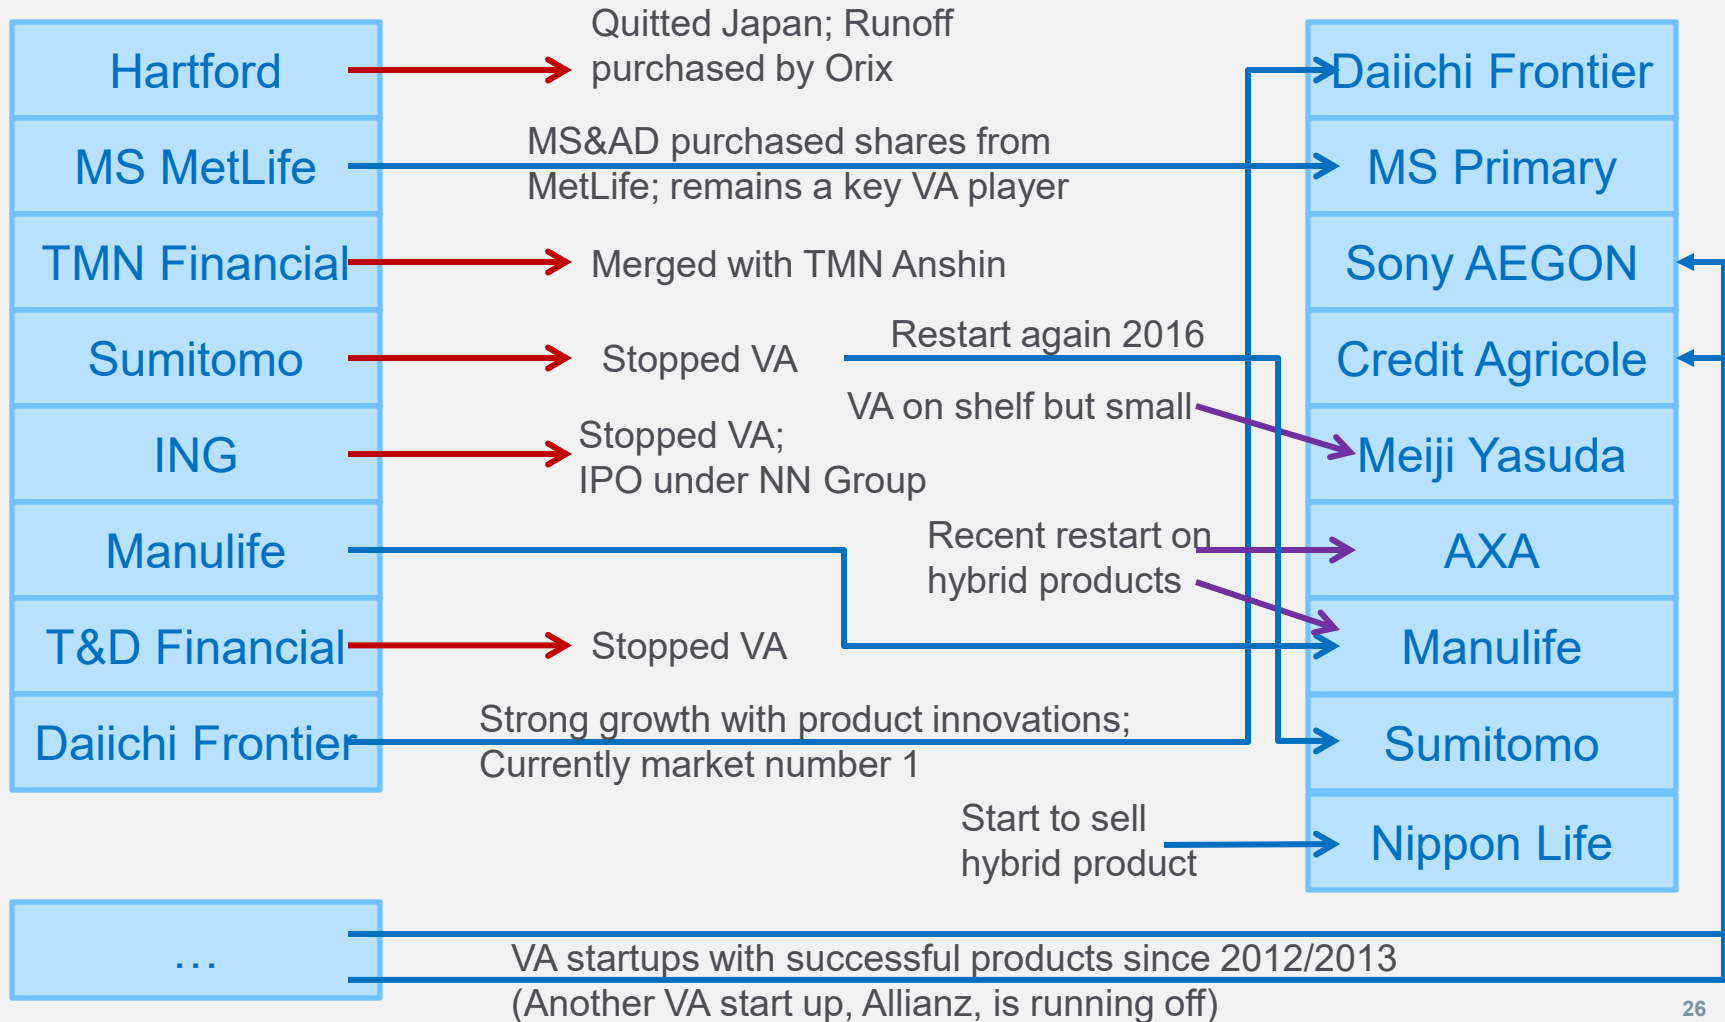 Hartford
Quitted Japan; Runoff
purchased by Orix
Daiichi Frontier
MS MetLife
MS&AD purchased shares from
MetLife; remains a key VA player
MS Primary
TMN Financial
Merged with TMN Anshin
Sony AEGON
Sumitomo
Stopped VA
Restart again 2016
Credit Agricole
VA on shelf but small
ING
Stopped VA;
IPO under NN Group
Meiji Yasuda
Manulife
Recent restart on
hybrid products
AXA
T&D Financial
Stopped VA
Manulife
Daiichi Frontier
Strong growth with product innovations;
Currently market number 1
Sumitomo
Start to sell
hybrid product
Nippon Life
...
VA startups with successful products since 2012/2013
(Another VA start up, Allianz, is running off)
26